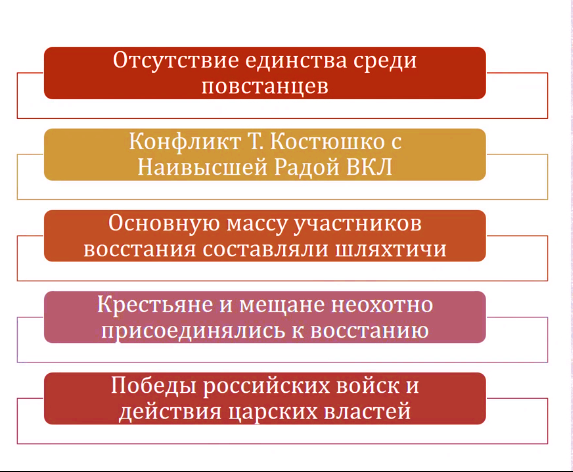 Отсутствие единства среди
повстанцев
Конфликт Т. Костюшко с
Наивысшей Радой ВКЛ
Основную массу участников
восстания составляли шляхтичи
Крестьяне и мещане неохотно
присоединялись к восстанию
Победы российских войск и
действия царских властей